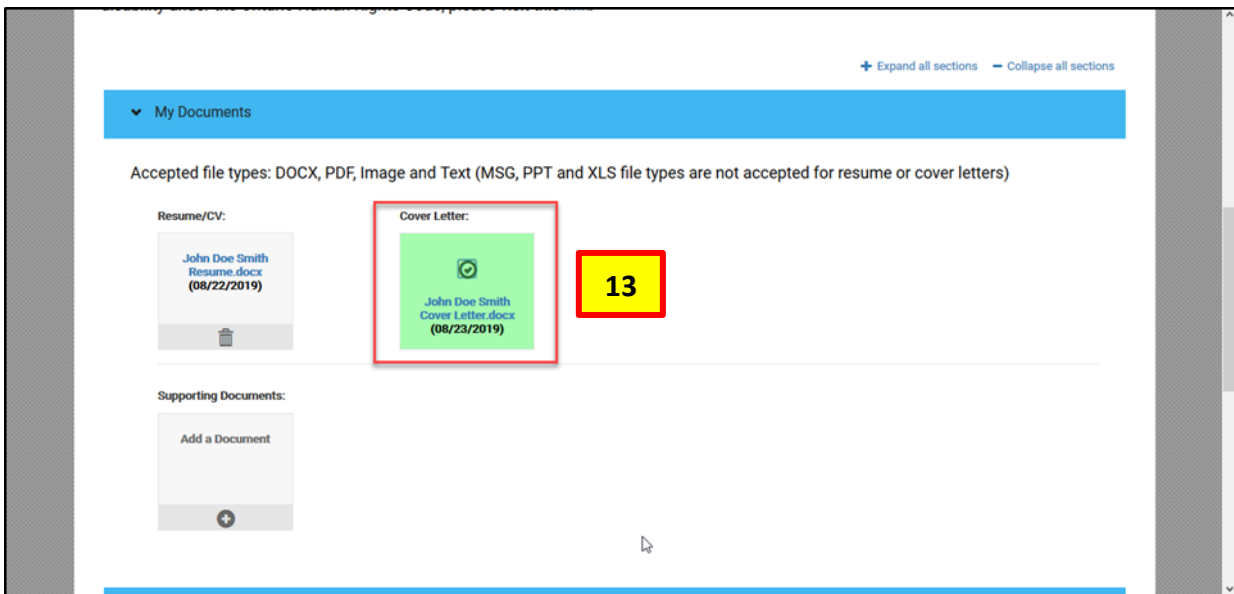 Expand all sections Collapse all sections
My Documents
Accepted file types: DOCX, PDF, Image and Text (MSG, PPT and XLS file types are not accepted for resume or cover letters)
Resume/CV:
John Doe Smith
Resume.docx
(08/22/2019)
Cover Letter:
John Doe Smith
Cover Letter.docx
(08/23/2019)
13
Supporting Documents:
Add a Document